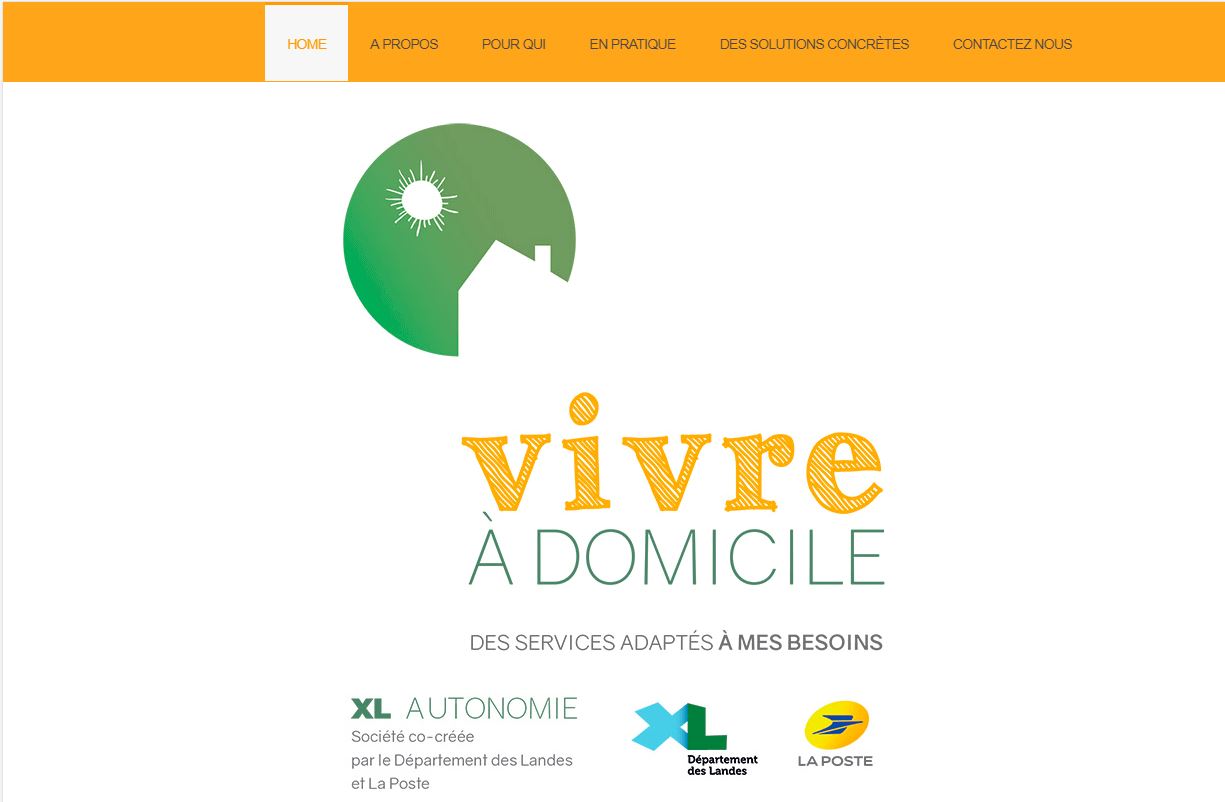 HOME A PROPOS POUR QUI EN PRATIQUE DES SOLUTIONS CONCRÈTES CONTACTEZ NOUS
vivre
À DOMICILE
DES SERVICES ADAPTÉS À MES BESOINS
XL AUTONOMIE
Société co-créée
par le Département des Landes
et La Poste
XL
Département
des Landes
LA POSTE